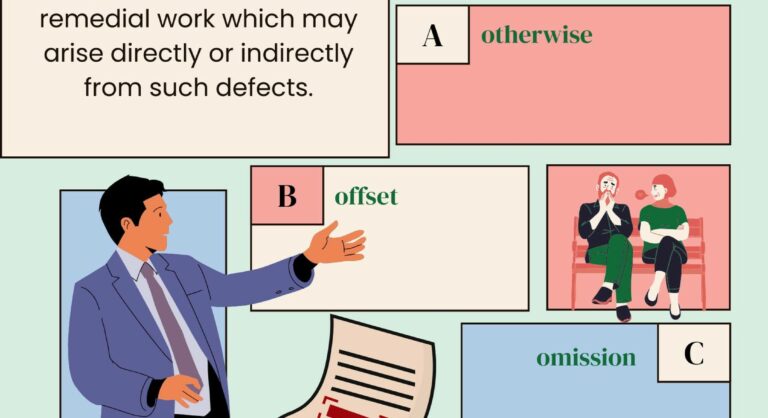 remedial work which may
arise directly or indirectly
from such defects.
A otherwise
B offset
omission C